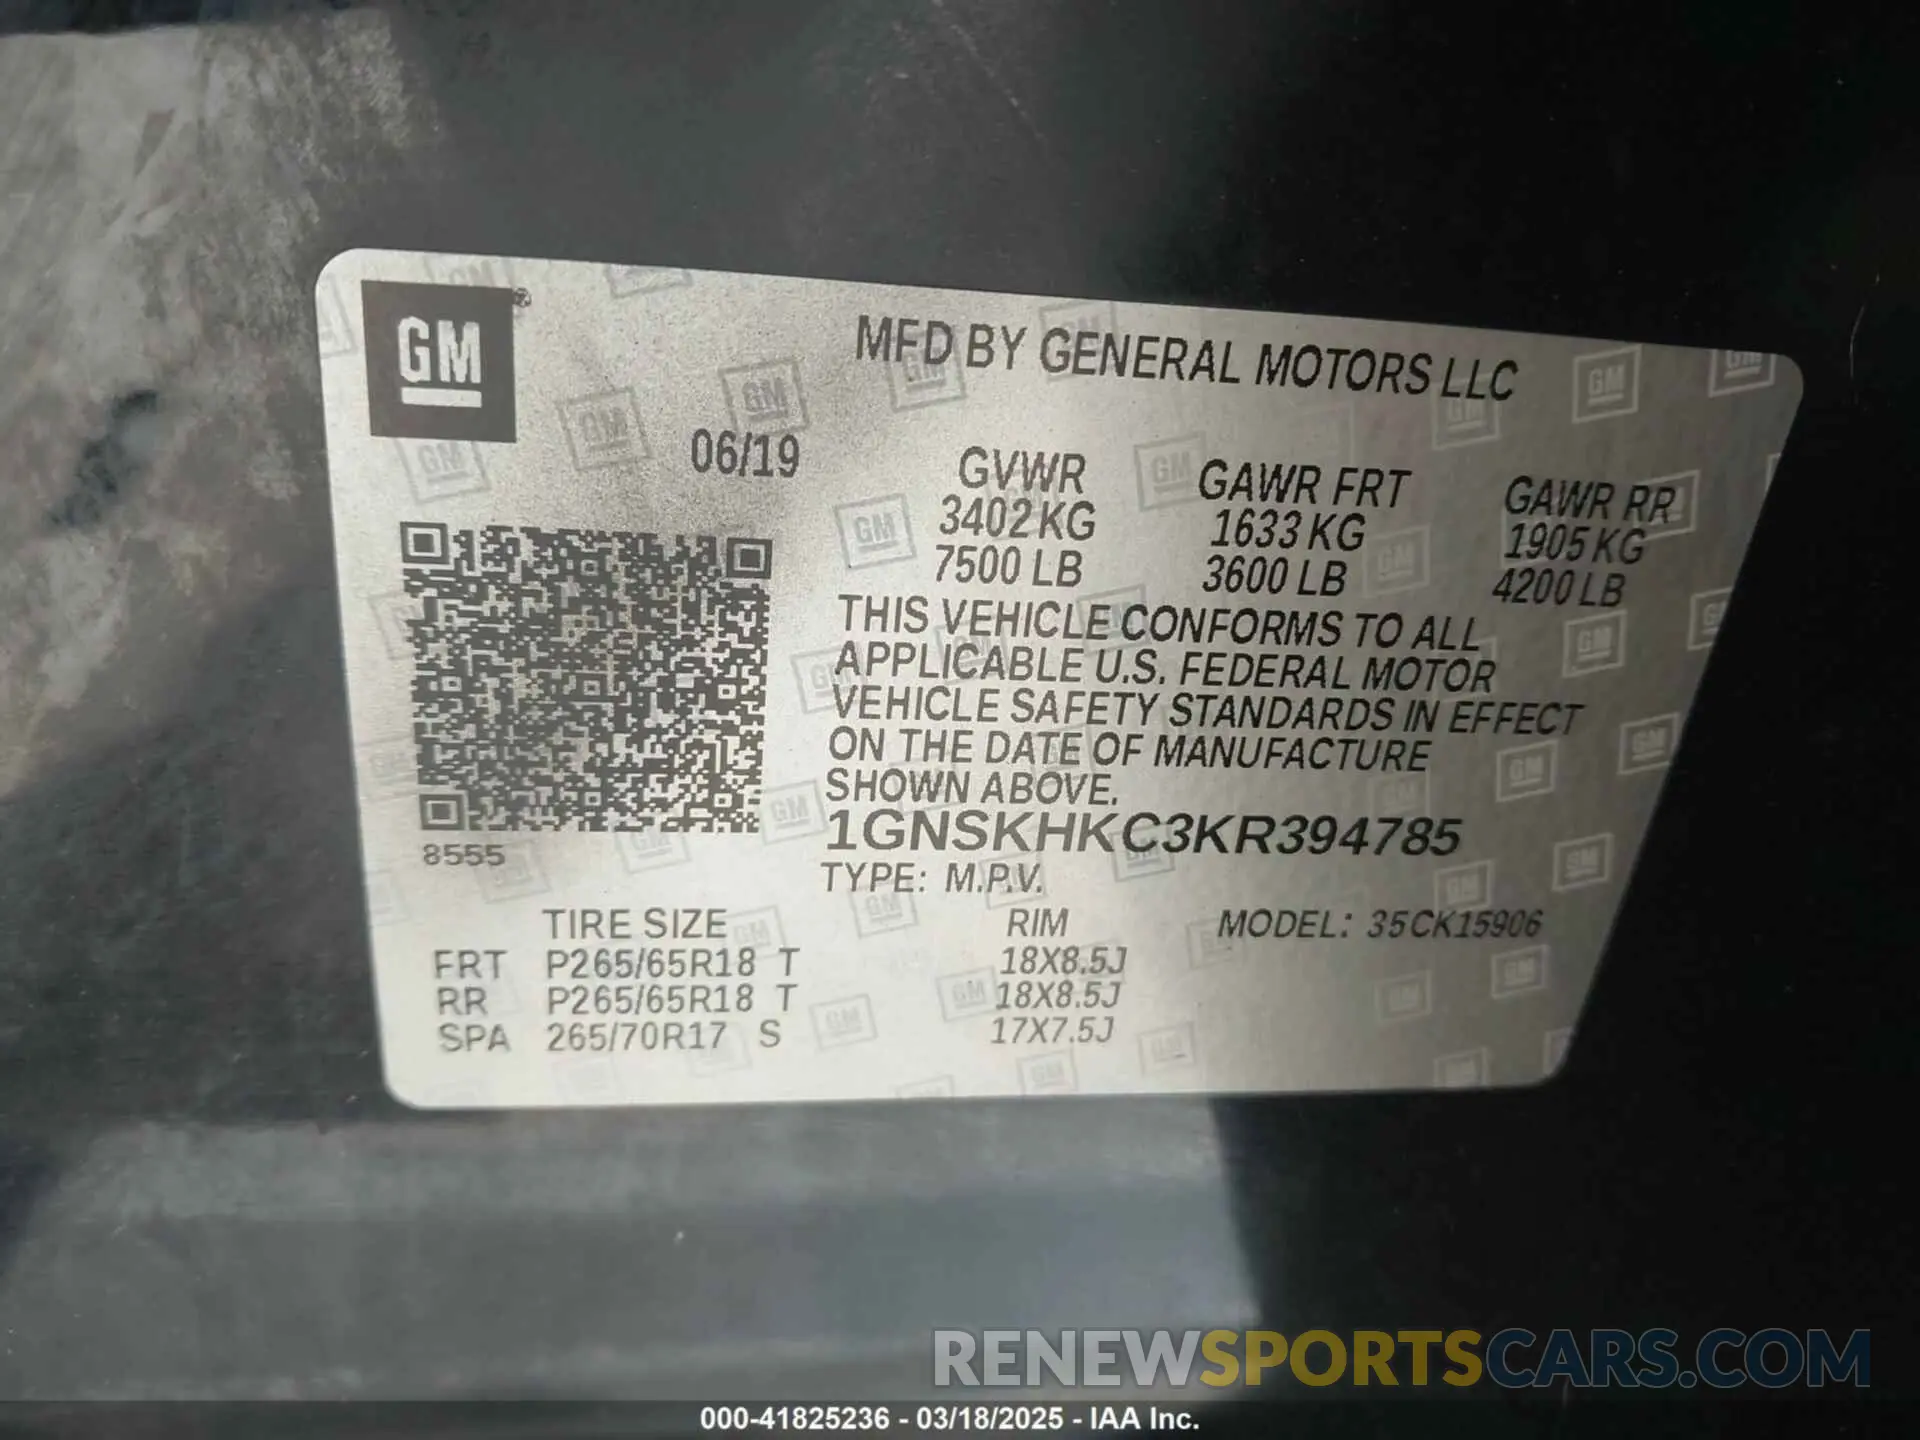 GM
MFD BY GENERAL MOTORS LLC
06/19
GVWR GAWR FRT GAWR RR
3402 KG 1633 KG 1905 KG
7500 LB 3600 LB 4200 LB
THIS VEHICLE CONFORMS TO ALL
APPLICABLE U.S. FEDERAL MOTOR
VEHICLE SAFETY STANDARDS IN EFFECT
ON THE DATE OF MANUFACTURE
SHOWN ABOVE.
1GNSKHKC3KR394785
8555
TYPE: M.P.V.
TIRE SIZE RIM MODEL: 35CK15906
FRT P265/65R18 T 18X8.5J
RR P265/65R18 T 18X8.5J
SPA 265/70R17 S 17X7.5J
RENEWSPORTSCARS.COM
000-41825236 - 03/18/2025 - IAA Inc.